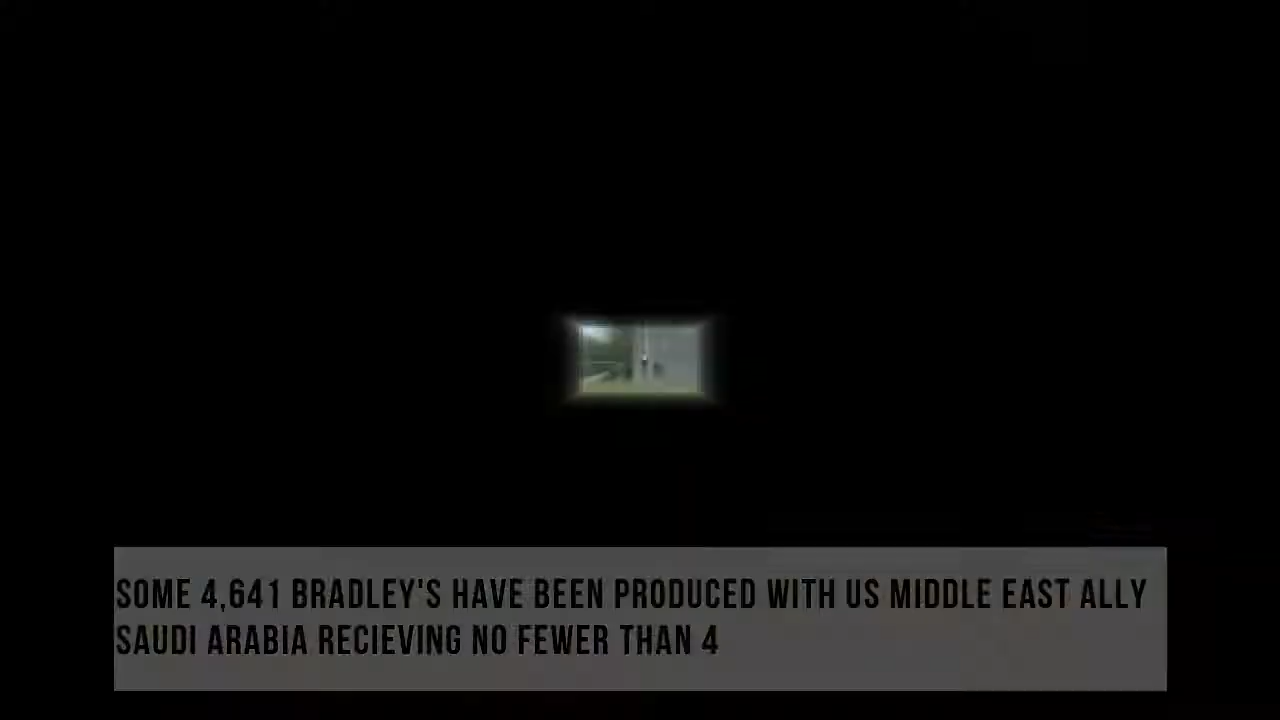 SOME 4,641 BRADLEY'S HAVE BEEN PRODUCED WITH US MIDDLE EAST ALLY
SAUDI ARABIA RECIEVING NO FEWER THAN 4